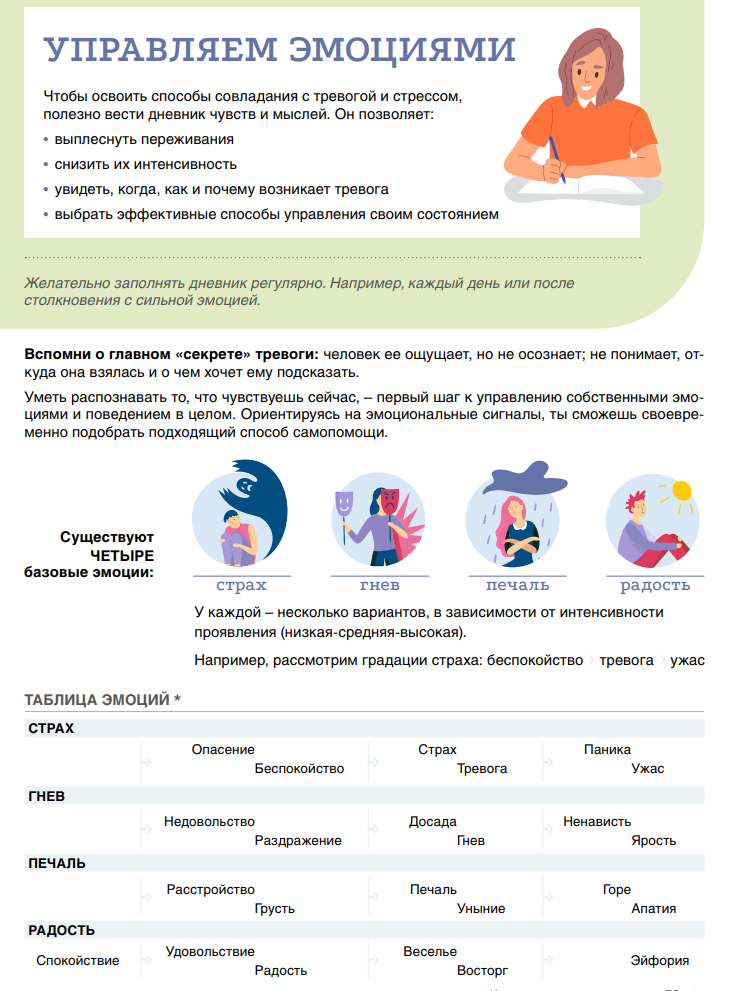 УПРАВЛЯЕМ ЭМОЦИЯМИ
Чтобы освоить способы совладания с тревогой и стрессом,
полезно вести дневник чувств и мыслей. Он позволяет:
• выплеснуть переживания
• снизить их интенсивность
• увидеть, когда, как и почему возникает тревога
• выбрать эффективные способы управления своим состоянием
Желательно заполнять дневник регулярно. Например, каждый день или после
столкновения с сильной эмоцией.
Вспомни о главном «секрете» тревоги: человек ее ощущает, но не осознает; не понимает, от-
куда она взялась и о чем хочет ему подсказать.
Уметь распознавать то, что чувствуешь сейчас, – первый шаг к управлению собственными эмо-
циями и поведением в целом. Ориентируясь на эмоциональные сигналы, ты сможешь своевре-
менно подобрать подходящий способ самопомощи.
Существуют
ЧЕТЫРЕ
базовые эмоции:
страх гнев печаль радость
У каждой – несколько вариантов, в зависимости от интенсивности
проявления (низкая-средняя-высокая).
Например, рассмотрим градации страха: беспокойство > тревога > ужас
ТАБЛИЦА ЭМОЦИЙ *
СТРАХ
Опасение Страх Паника
Беспокойство Тревога Ужас
ГНЕВ
Недовольство Досада Ненависть
Раздражение Гнев Ярость
ПЕЧАЛЬ
Расстройство Печаль Горе
Грусть Уныние Апатия
РАДОСТЬ
Удовольствие Веселье
Спокойствие Эйфория
Радость Восторг